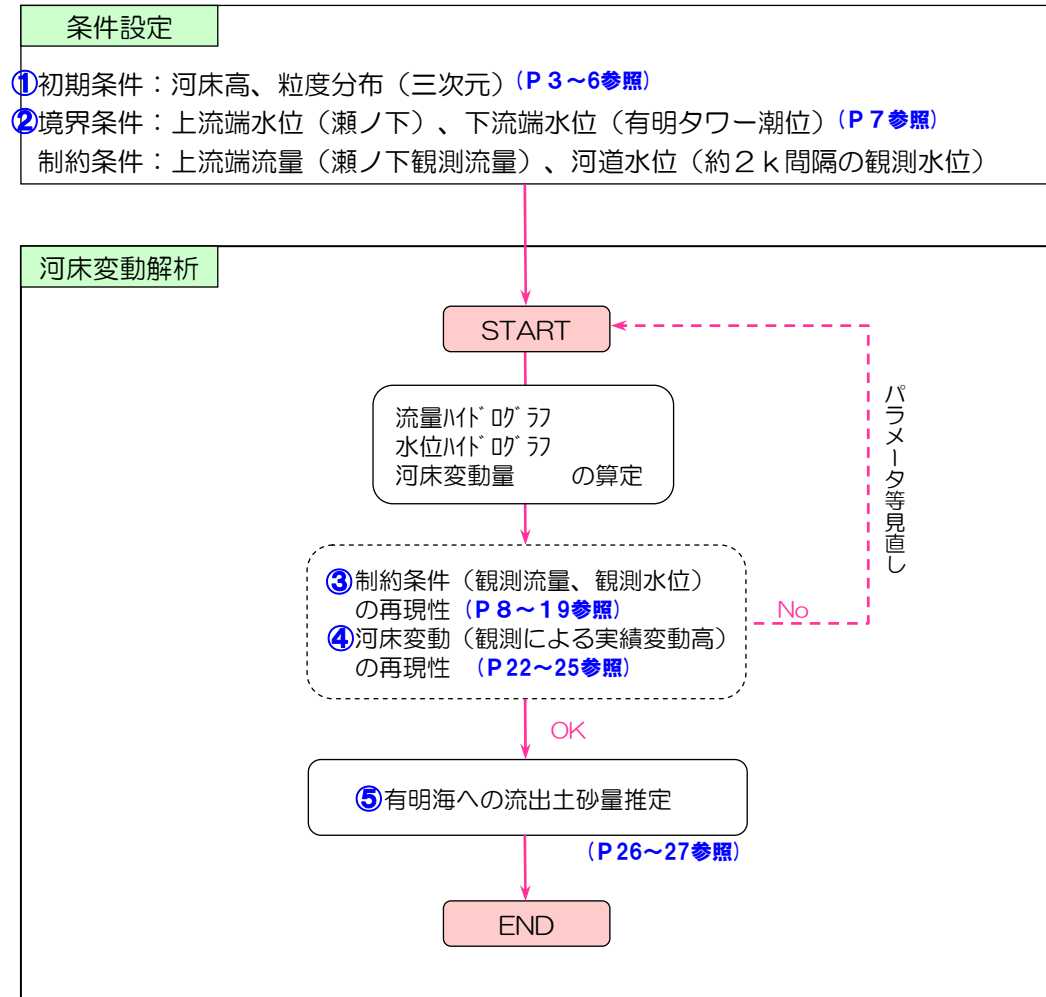 条件設定
①初期条件：河床高、粒度分布（三次元）（Ｐ３～6参照）
②境界条件：上流端水位（瀬ノ下）、下流端水位（有明タワー潮位）（Ｐ７参照）
制約条件：上流端流量（瀬ノ下観測流量）、河道水位（約２ｋ間隔の観測水位）
河床変動解析
START
流量ﾊｲﾄﾞﾛｸﾞﾗﾌ
水位ﾊｲﾄﾞﾛｸﾞﾗﾌ
河床変動量　　の算定
パラメータ等見直し
③制約条件（観測流量、観測水位）
の再現性（Ｐ８～１９参照）
④河床変動（観測による実績変動高）
の再現性　（Ｐ22～25参照）
No
OK
⑤有明海への流出土砂量推定
（Ｐ26～27参照）
END